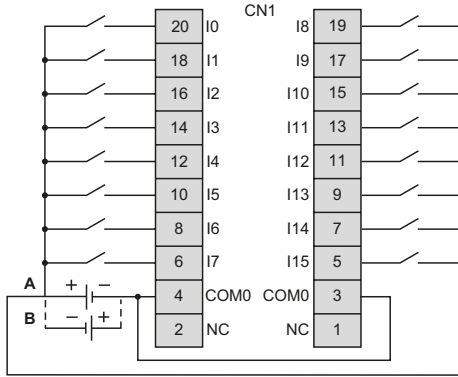 CN1
20 I0 I8 19
18 I1 I9 17
16 I2 I10 15
14 I3 I11 13
12 I4 I12 11
10 I5 I13 9
8 I6 I14 7
6 I7 I15 5
A + − 4 COM0 COM0 3
B − + 2 NC NC 1